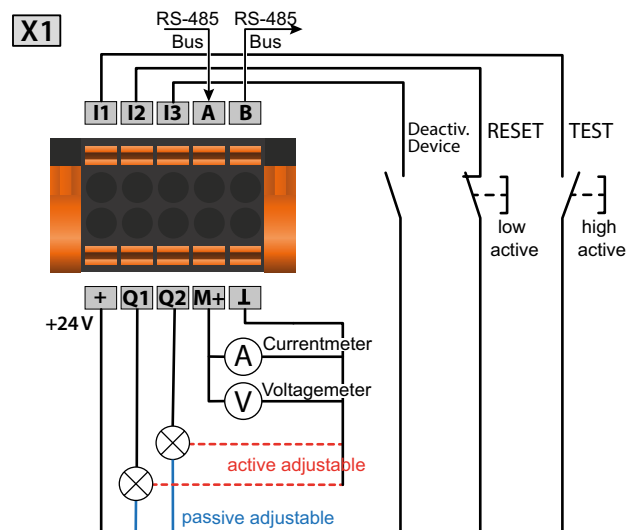 X1
RS-485 RS-485
Bus Bus
I1 I2 I3 A B
Deactiv.
Device
RESET TEST
low
active
high
active
+ Q1 Q2 M+ ⊥
+24 V
A Currentmeter
V Voltagemeter
active adjustable
passive adjustable